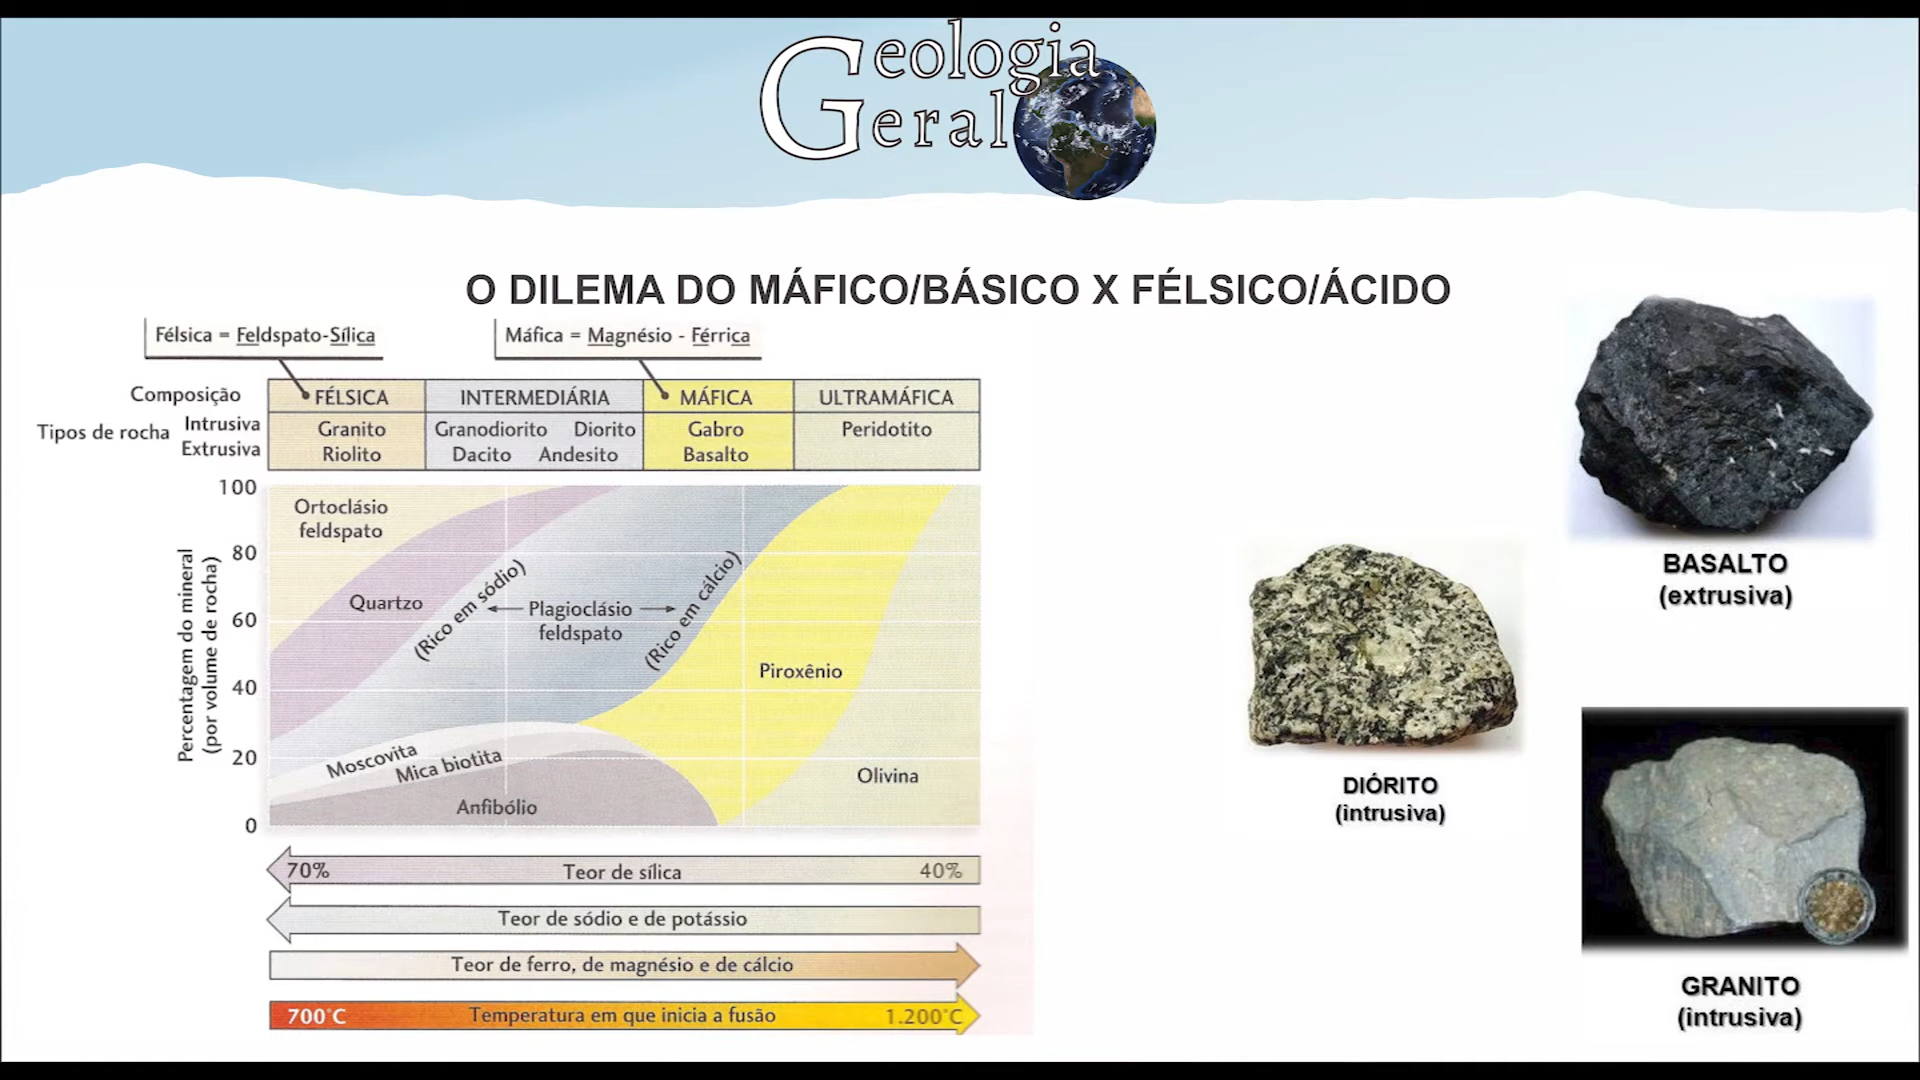 Geologia
Geral
O DILEMA DO MÁFICO/BÁSICO X FÉLSICO/ÁCIDO
Félsica = Feldspato-Sílica
Máfica = Magnésio - Férrica
Composição
FÉLSICA
INTERMEDIÁRIA
MÁFICA
ULTRAMÁFICA
Tipos de rocha
Intrusiva
Granito
Granodiorito Diorito
Gabro
Peridotito
Extrusiva
Riolito
Dacito Andesito
Basalto
Percentagem do mineral
(por volume de rocha)
100
80
60
40
20
0
Ortoclásio
feldspato
Quartzo
(Rico em sódio)
Plagioclásio
feldspato
(Rico em cálcio)
Piroxênio
Moscovita
Mica biotita
Anfibólio
Olivina
70% Teor de sílica 40%
Teor de sódio e de potássio
Teor de ferro, de magnésio e de cálcio
700°C Temperatura em que inicia a fusão 1.200°C
BASALTO
(extrusiva)
DIÓRITO
(intrusiva)
GRANITO
(intrusiva)